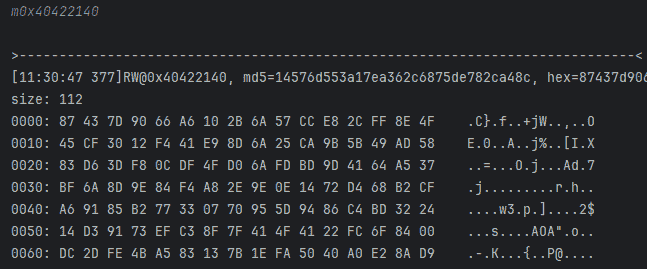 m0x40422140
>-----------------------------------------------------------------------------<
[11:30:47 377]RW@0x40422140, md5=14576d553a17ea362c6875de782ca48c, hex=87437d906
size: 112
0000: 87 43 7D 90 66 A6 10 2B 6A 57 CC E8 2C FF 8E 4F    .C}.f..+jW..,..O
0010: 45 CF 30 12 F4 41 E9 8D 6A 25 CA 9B 5B 49 AD 58    E.0..A..j%..[I.X
0020: 83 D6 3D F8 0C DF 4F D0 6A FD BD 9D 41 64 A5 37    ..=...O.j...Ad.7
0030: BF 6A 8D 9E 84 F4 A8 2E 9E 0E 14 72 D4 68 B2 CF    .j.........r.h..
0040: A6 91 85 B2 77 33 07 70 95 5D 94 86 C4 BD 32 24    ....w3.p.]....2$
0050: 14 D3 91 73 EF C3 8F 7F 41 4F 41 22 FC 6F 84 00    ...s....AOA".o..
0060: DC 2D FE 4B A5 83 13 7B 1E FA 50 40 A0 E2 8A D9    .-.K...{..P@....